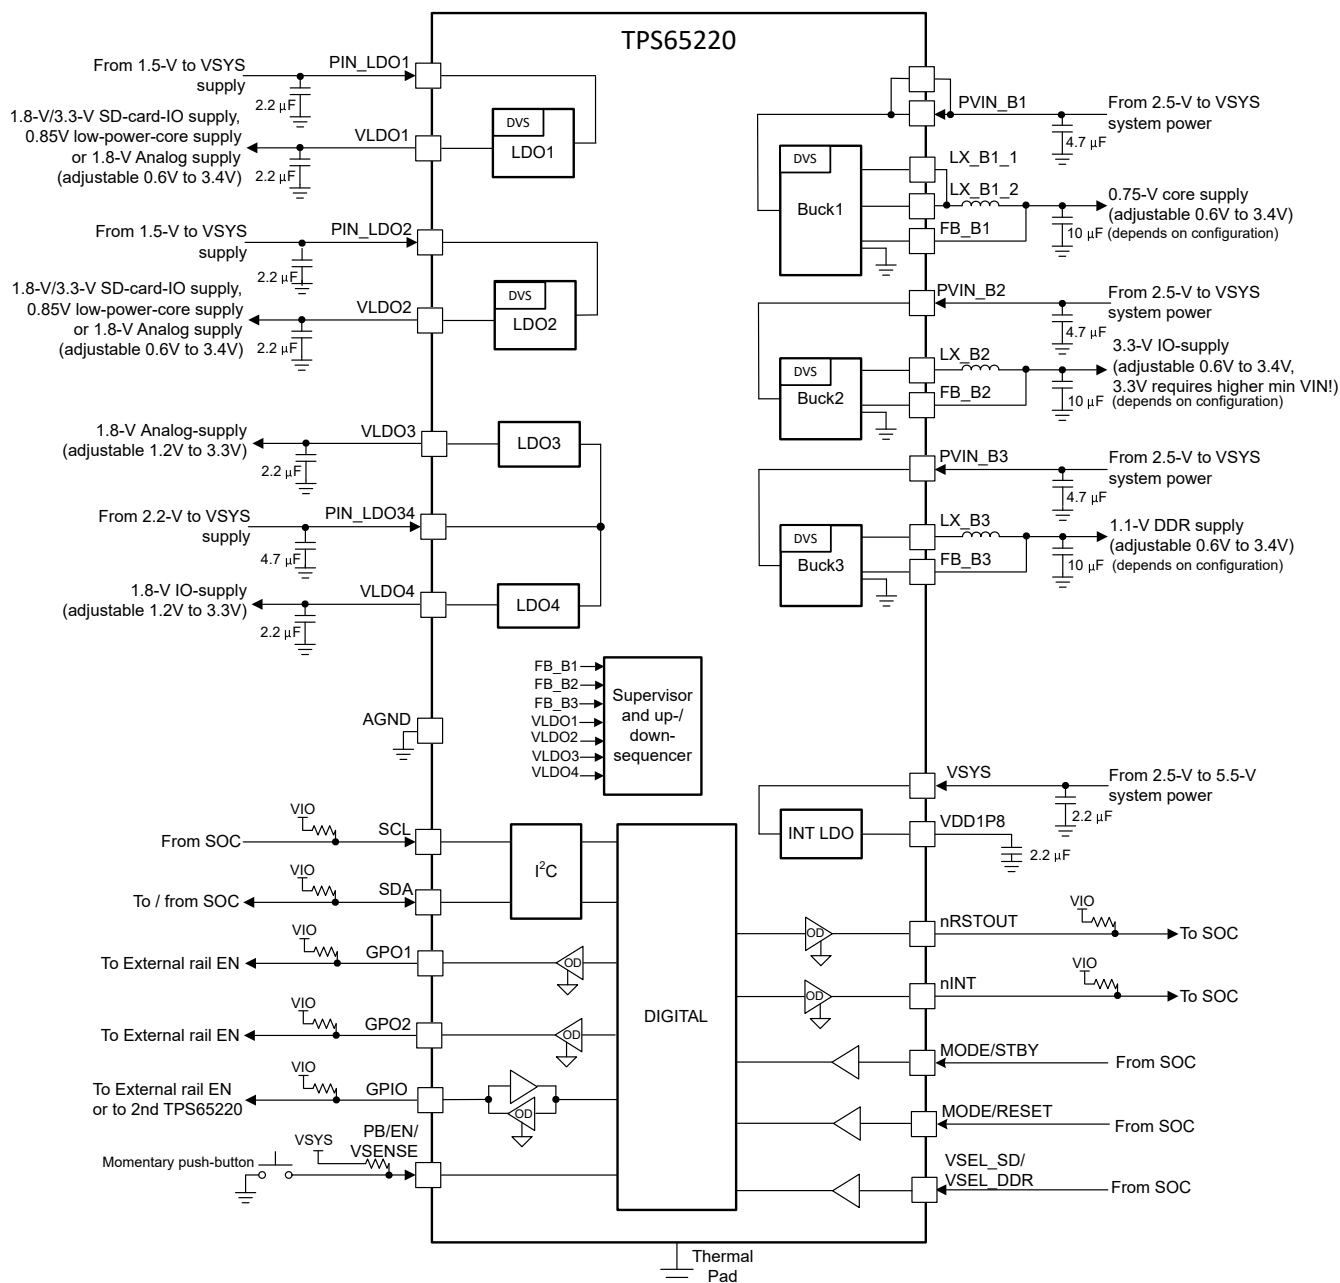 TPS65220
From 1.5-V to VSYS
supply
PIN_LDO1
2.2 µF
1.8-V/3.3-V SD-card-IO supply,
0.85V low-power-core supply
or 1.8-V Analog supply
(adjustable 0.6V to 3.4V)
VLDO1
2.2 µF
DVS
LDO1
From 1.5-V to VSYS
supply
PIN_LDO2
2.2 µF
1.8-V/3.3-V SD-card-IO supply,
0.85V low-power-core supply
or 1.8-V Analog supply
(adjustable 0.6V to 3.4V)
VLDO2
2.2 µF
DVS
LDO2
1.8-V Analog-supply
(adjustable 1.2V to 3.3V)
VLDO3
2.2 µF
LDO3
From 2.2-V to VSYS
supply
PIN_LDO34
4.7 µF
1.8-V IO-supply
(adjustable 1.2V to 3.3V)
VLDO4
2.2 µF
LDO4
PVIN_B1
From 2.5-V to VSYS
system power
4.7 µF
DVS
Buck1
LX_B1_1
LX_B1_2
FB_B1
0.75-V core supply
(adjustable 0.6V to 3.4V)
(depends on configuration)
10 µF
PVIN_B2
From 2.5-V to VSYS
system power
4.7 µF
DVS
Buck2
LX_B2
FB_B2
3.3-V IO-supply
(adjustable 0.6V to 3.4V,
3.3V requires higher min VIN!)
(depends on configuration)
10 µF
PVIN_B3
From 2.5-V to VSYS
system power
4.7 µF
DVS
Buck3
LX_B3
FB_B3
1.1-V DDR supply
(adjustable 0.6V to 3.4V)
(depends on configuration)
10 µF
FB_B1
FB_B2
FB_B3
VLDO1
VLDO2
VLDO3
VLDO4
Supervisor
and up-/
down-
sequencer
AGND
VSYS
From 2.5-V to 5.5-V
system power
2.2 µF
INT LDO
VDD1P8
2.2 µF
From SOC
VIO
SCL
To / from SOC
VIO
SDA
I²C
To External rail EN
VIO
GPO1
OD
To External rail EN
VIO
GPO2
OD
To External rail EN
or to 2nd TPS65220
VIO
GPIO
OD
Momentary push-button
VSYS
PB/EN/
VSENSE
DIGITAL
OD
nRSTOUT
VIO
To SOC
OD
nINT
VIO
To SOC
MODE/STBY
From SOC
MODE/RESET
From SOC
VSEL_SD/
VSEL_DDR
From SOC
Thermal
Pad